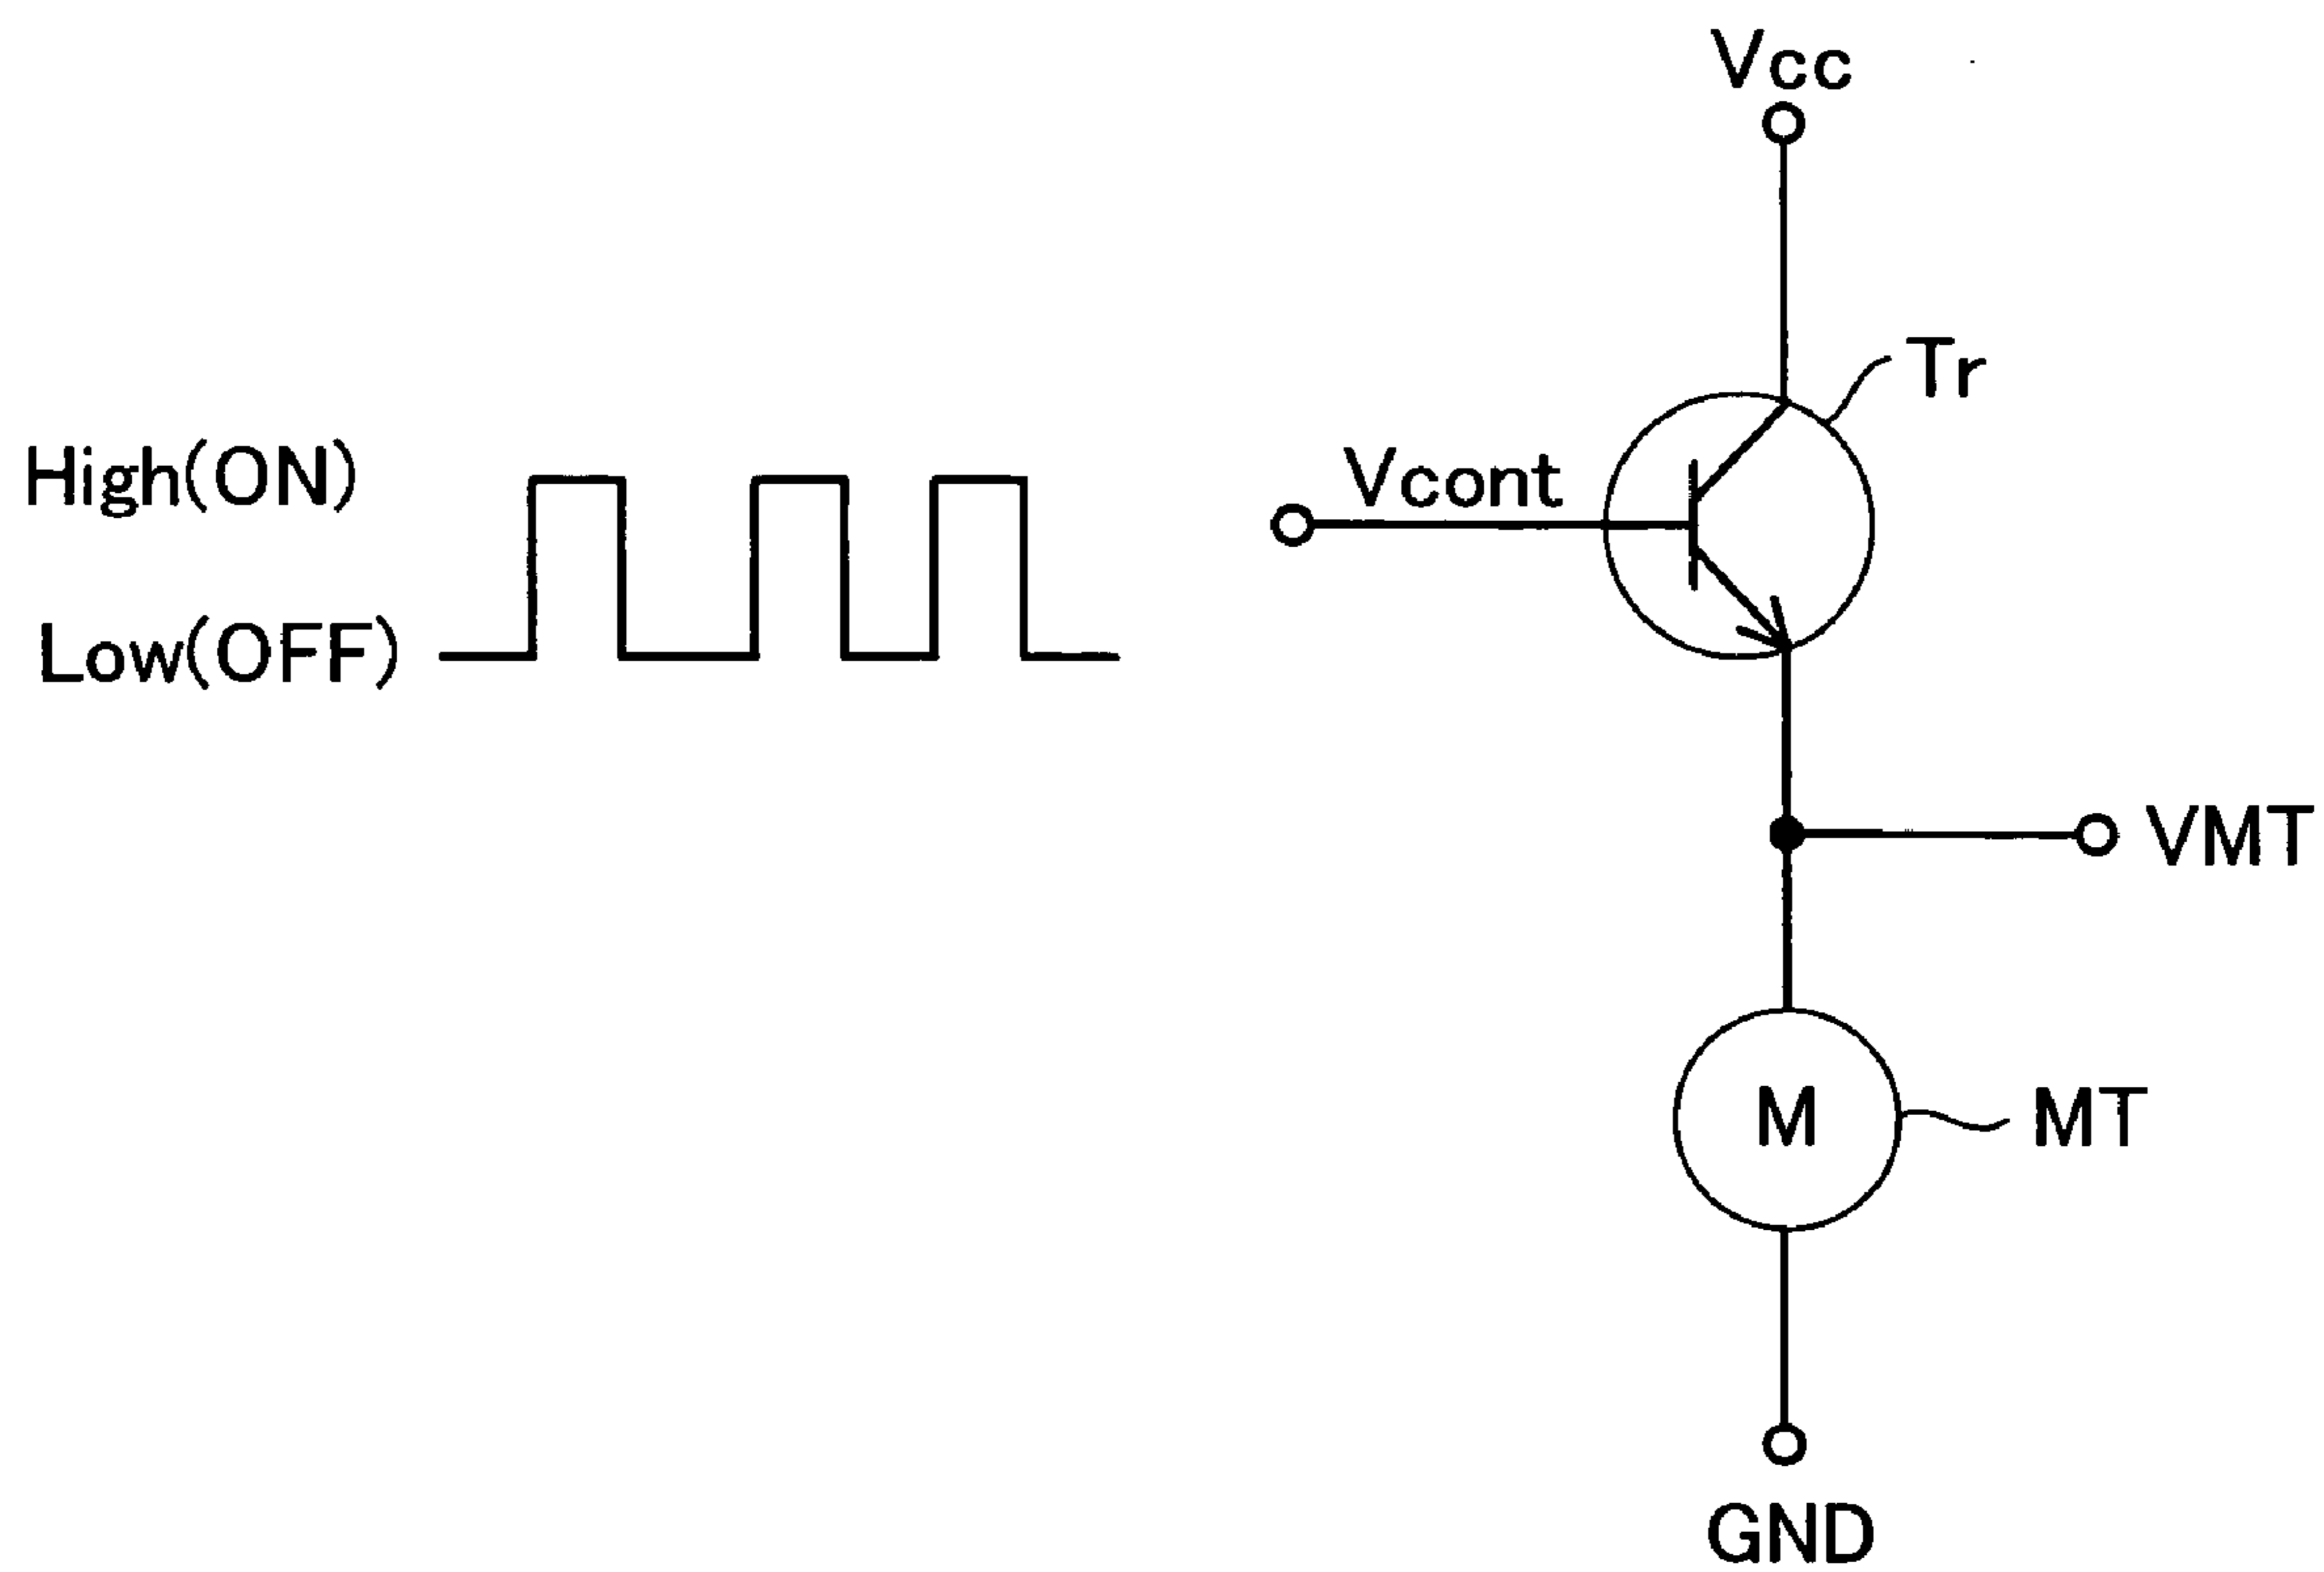 Vcc
Tr
High(ON)
Vcont
Low(OFF)
VMT
M
MT
GND